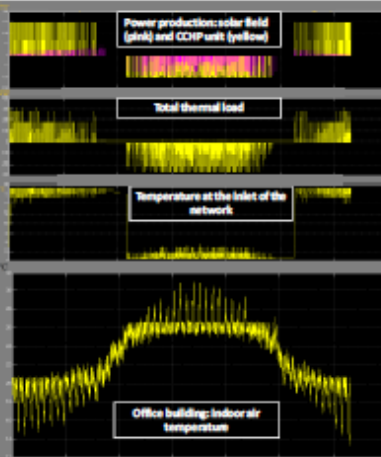 Power production: solar field
(pink) and CCHP unit (yellow)
Total thermal load
Temperature at the inlet of the
network
Office building: indoor air
temperature